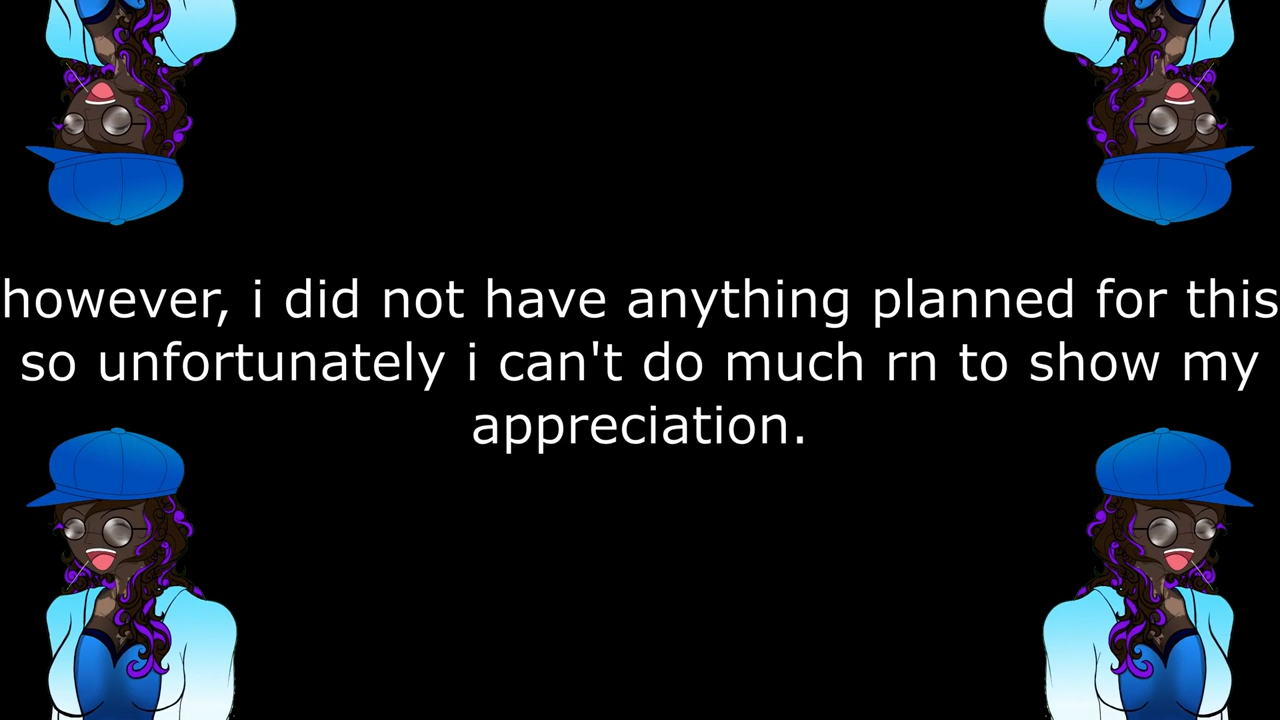 however, i did not have anything planned for this
so unfortunately i can't do much rn to show my
appreciation.